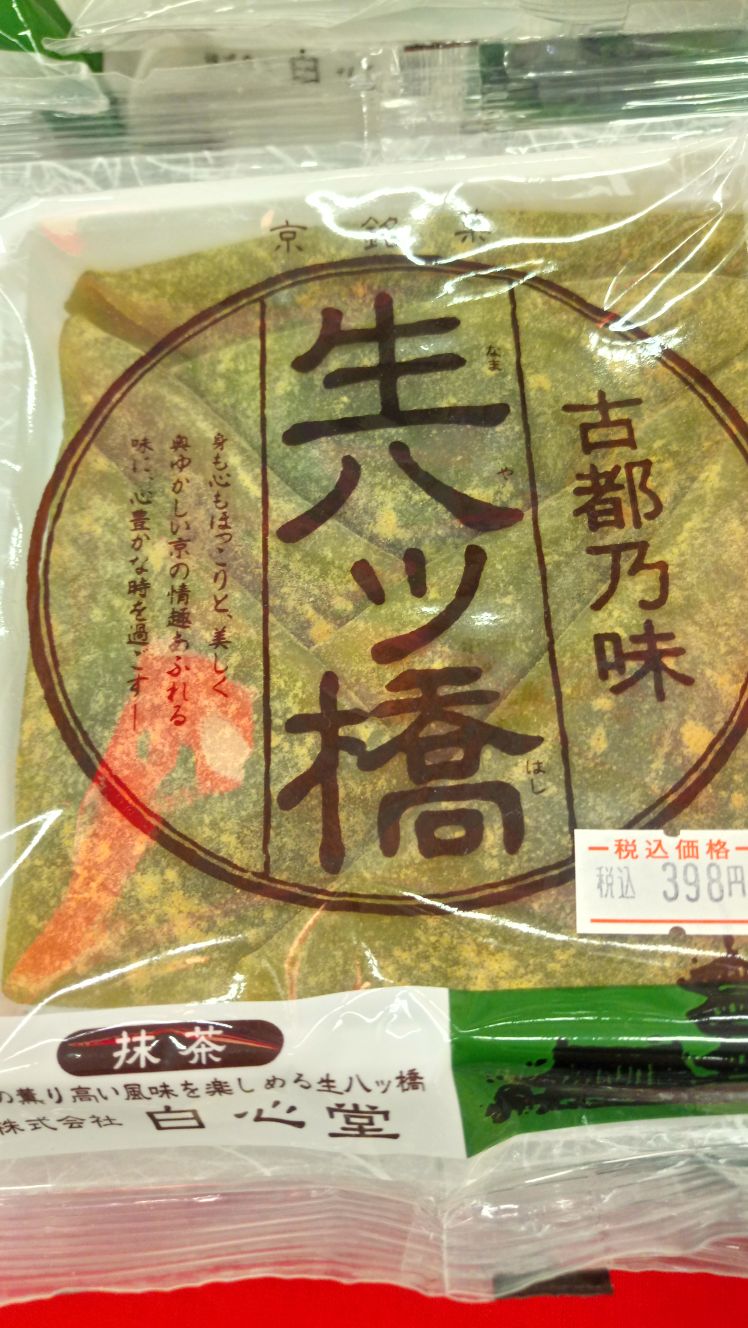 京銘菓
古都乃味
生八ッ橋
なま
や
はし
身も心もほっこりと、美しく
奥ゆかしい京の情趣あふれる
味に、心豊かな時を過ごす―
税込価格
税込 398円
抹茶
の薫り高い風味を楽しめる生八ッ橋
株式会社 白心堂